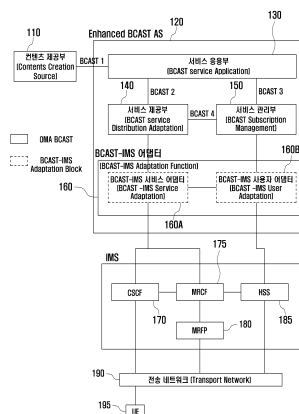 110
120
Enhanced BCAST AS
130
컨텐츠 제공부
(Contents Creation
Source)
BCAST 1
서비스 응용부
(BCAST service Application)
BCAST 2
BCAST 3
140
150
서비스 제공부
(BCAST service
Distribution Adaptation)
BCAST 4
서비스 관리부
(BCAST Subscription
Management)
OMA BCAST
BCAST-IMS
Adaptation Block
BCAST-IMS 어댑터
(BCAST-IMS Adaptation Function)
160B
160
BCAST-IMS 서비스 어댑터
(BCAST -IMS Service
Adaptation)
BCAST-IMS 사용자 어댑터
(BCAST -IMS User
Adaptation)
160A
IMS
175
CSCF
MRCF
HSS
170
185
MRFP
180
190
전송 네트워크 (Transport Network)
195
UE